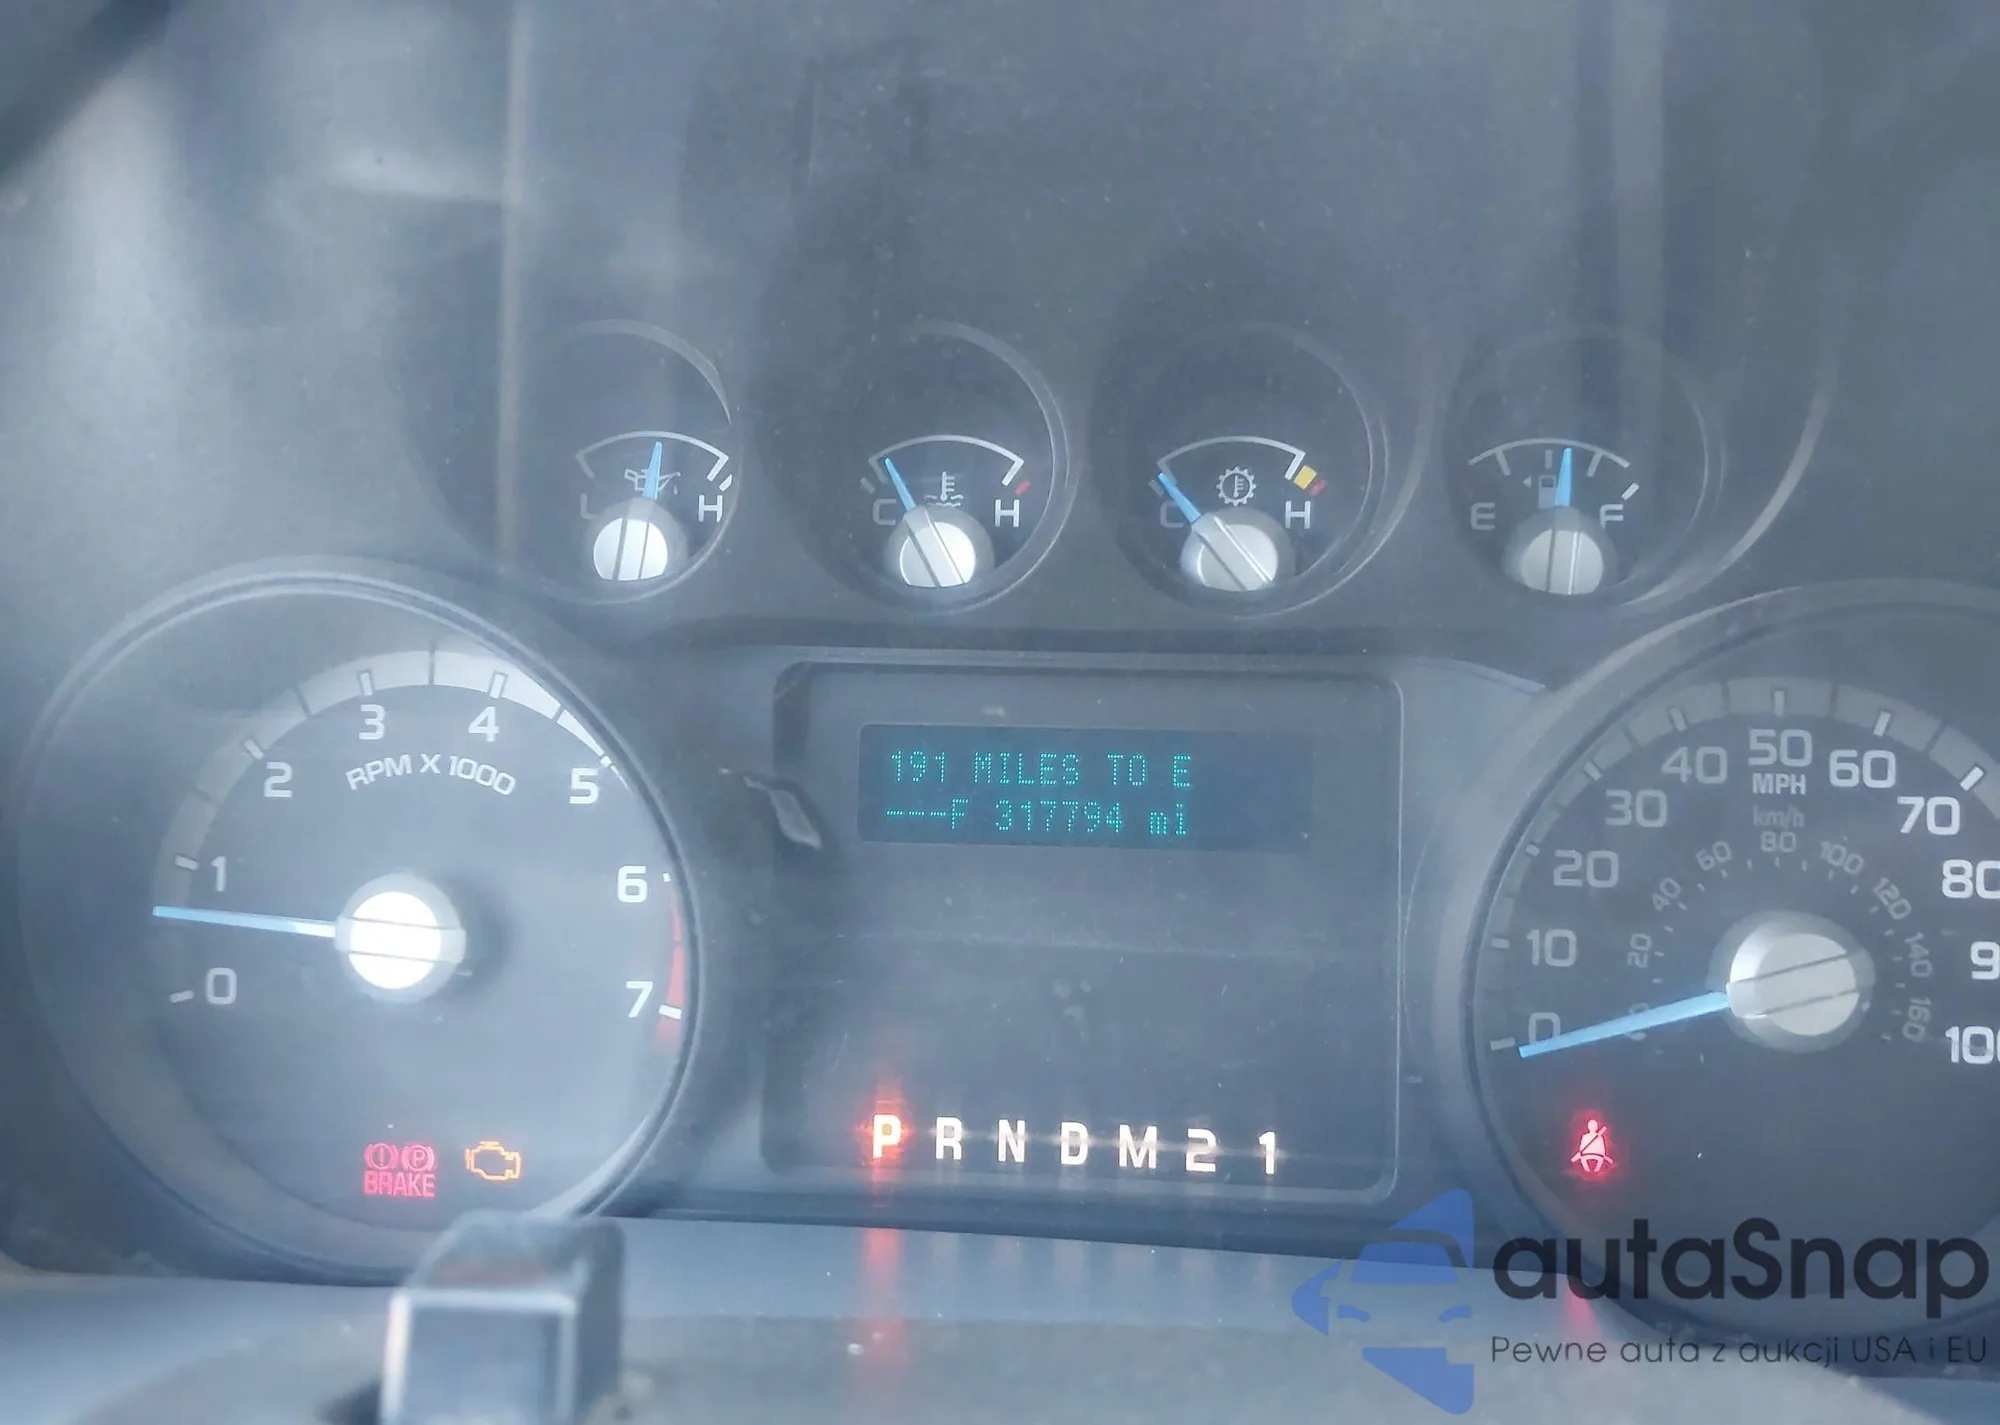 L H
C H
C H
E F
0 1 2 3 4 5 6 7
RPM X 1000
191 MILES TO E
---F 317794 mi
0 10 20 30 40 50 60 70 80 9 100
MPH
km/h
20 40 60 80 100 120 140 160
P
BRAKE
P R N D M 2 1
autaSnap
Pewne auta z aukcji USA i EU